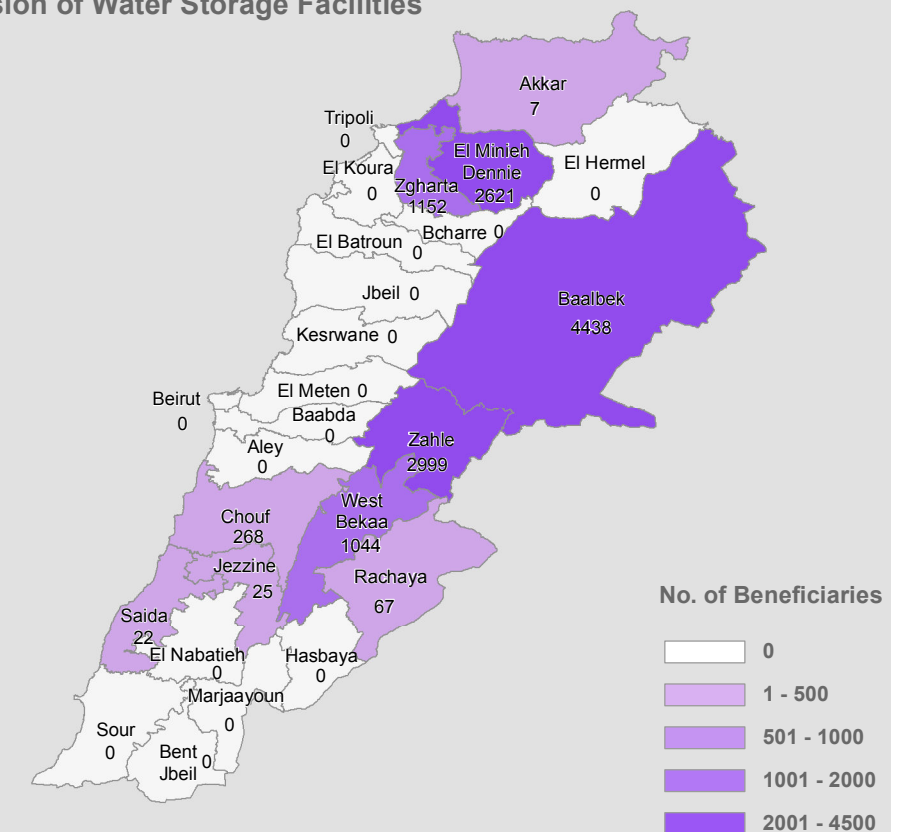 sion of Water Storage Facilities
Akkar
7
Tripoli
0
El Koura
0
Zgharta
1152
El Minieh
Dennie
2621
El Hermel
0
Bcharre 0
El Batroun
0
Jbeil 0
Baalbek
4438
Kesrwane 0
El Meten 0
Beirut
0
Baabda
0
Aley
0
Zahle
2999
West
Bekaa
1044
Chouf
268
Jezzine
25
Rachaya
67
Saida
22
El Nabatieh
0
Hasbaya
0
Marjaayoun
0
Sour
0
Bent
Jbeil
0
No. of Beneficiaries
0
1 - 500
501 - 1000
1001 - 2000
2001 - 4500